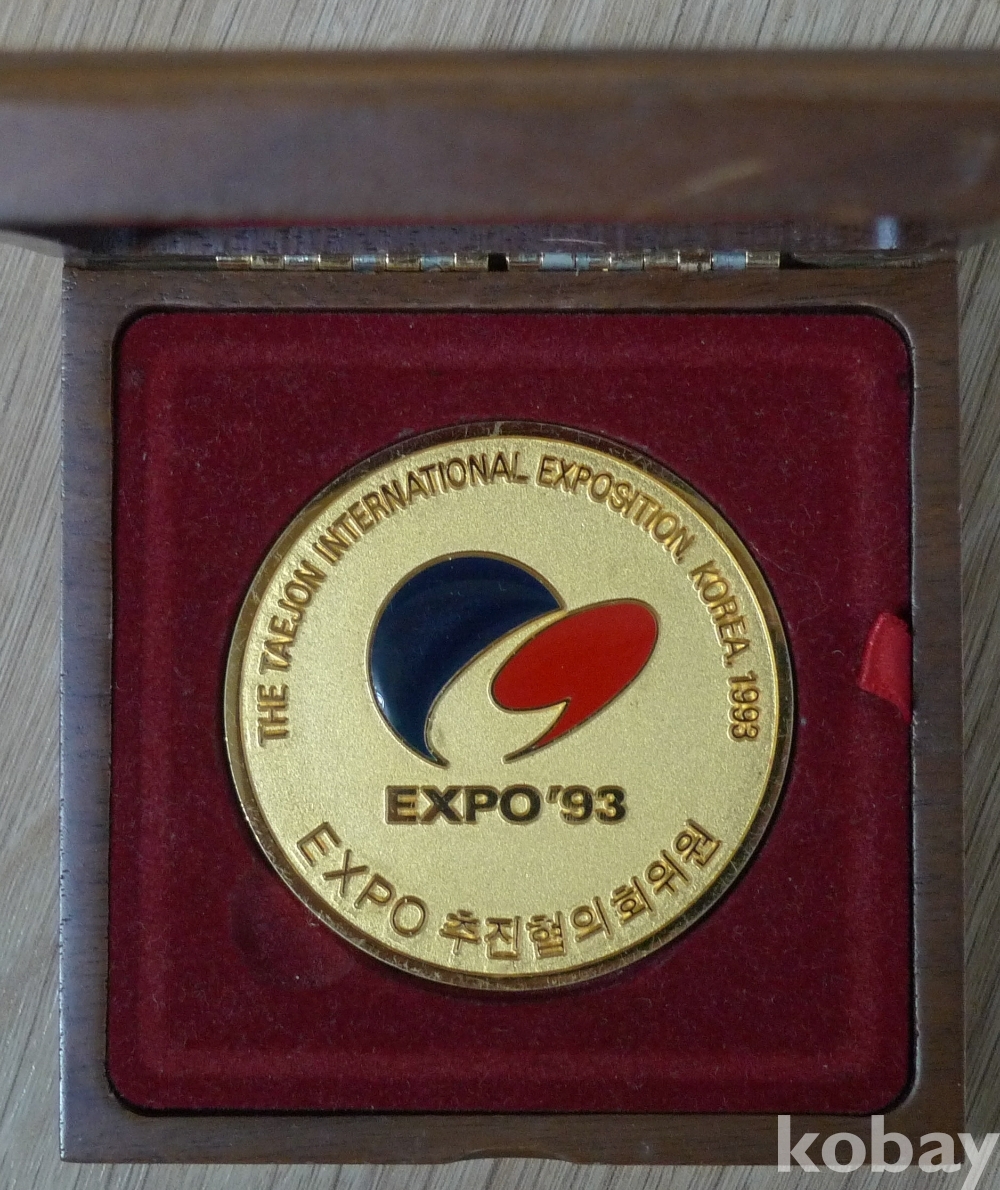 THE TAEJON INTERNATIONAL EXPOSITION, KOREA, 1993
EXPO '93
EXPO 추진협의회위원
kobay